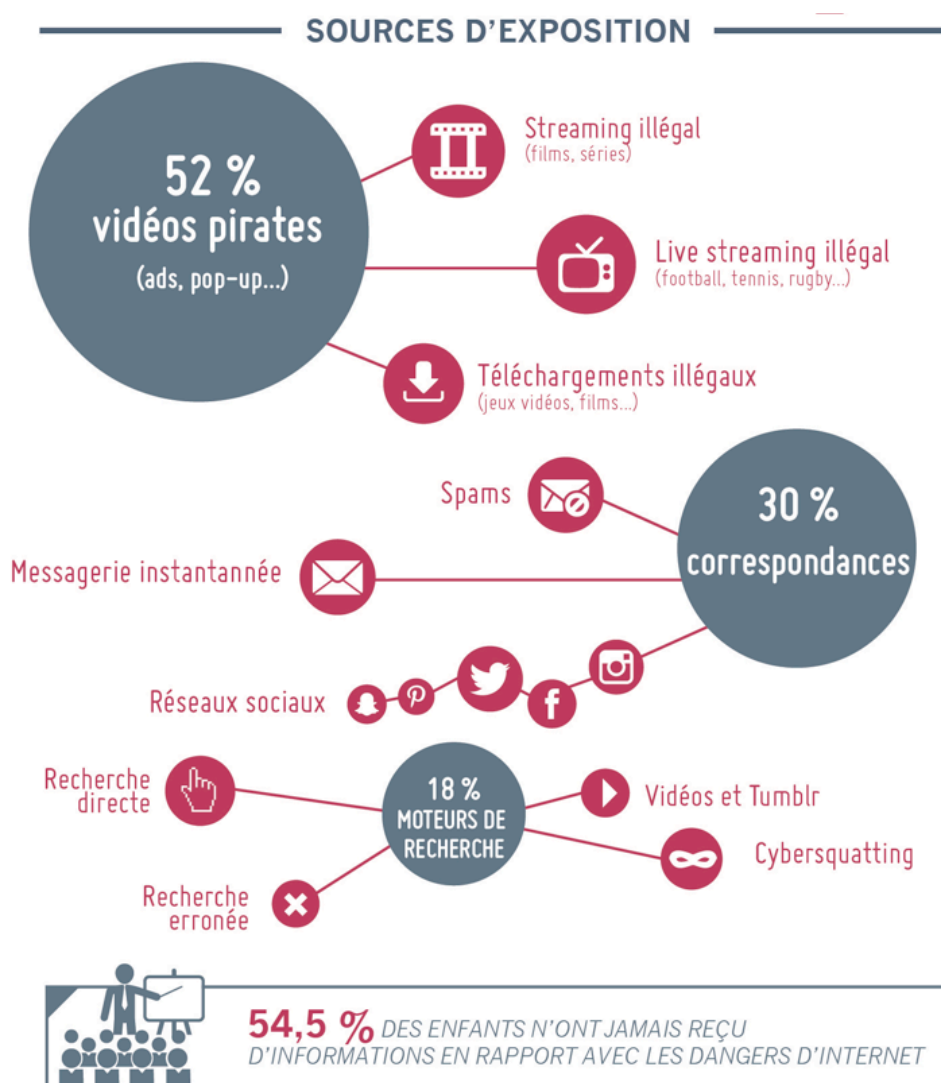 SOURCES D'EXPOSITION
52 %
vidéos pirates
(ads, pop-up...)
Streaming illégal
(films, séries)
Live streaming illégal
(football, tennis, rugby...)
Téléchargements illégaux
(jeux vidéos, films...)
Spams
30 %
correspondances
Messagerie instantannée
Réseaux sociaux
Recherche
directe
18 %
MOTEURS DE
RECHERCHE
Vidéos et Tumblr
Cybersquatting
Recherche
erronée
54,5 % DES ENFANTS N'ONT JAMAIS REÇU
D'INFORMATIONS EN RAPPORT AVEC LES DANGERS D'INTERNET